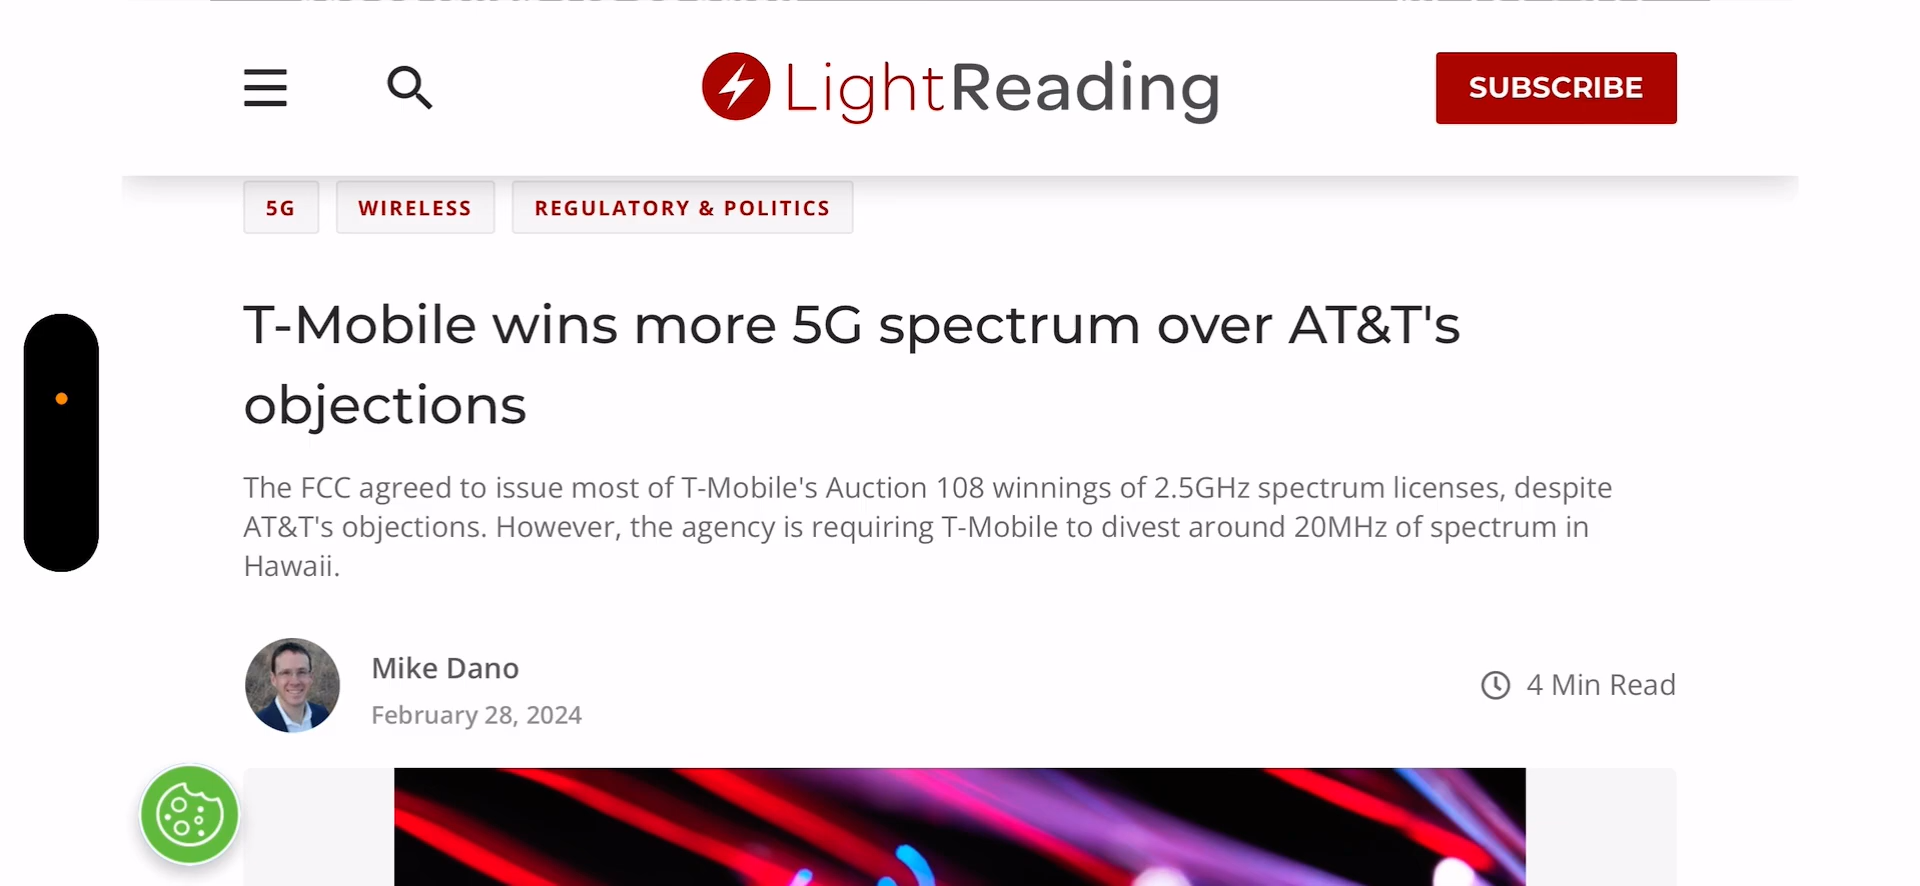 LightReading
SUBSCRIBE
5G
WIRELESS
REGULATORY & POLITICS
T-Mobile wins more 5G spectrum over AT&T's
objections
The FCC agreed to issue most of T-Mobile's Auction 108 winnings of 2.5GHz spectrum licenses, despite
AT&T's objections. However, the agency is requiring T-Mobile to divest around 20MHz of spectrum in
Hawaii.
Mike Dano
February 28, 2024
4 Min Read